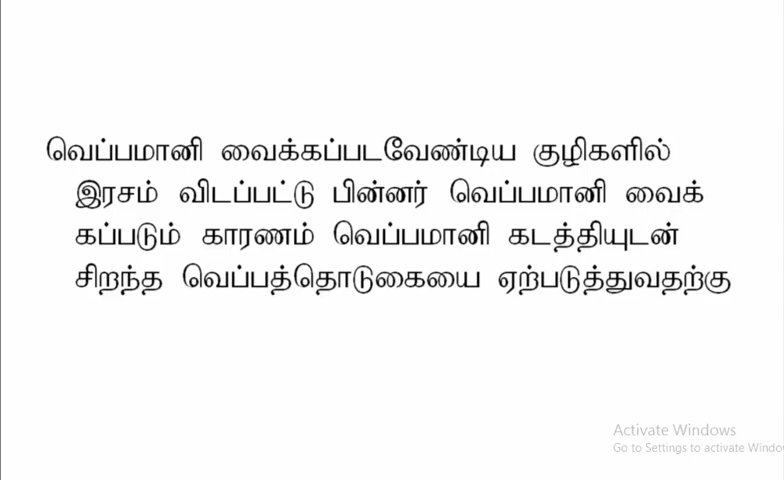 வெப்பமானி வைக்கப்படவேண்டிய குழிகளில்
இரசம் விடப்பட்டு பின்னர் வெப்பமானி வைக்
கப்படும் காரணம் வெப்பமானி கடத்தியுடன்
சிறந்த வெப்பத்தொடுகையை ஏற்படுத்துவதற்கு
Activate Windows
Go to Settings to activate Windo